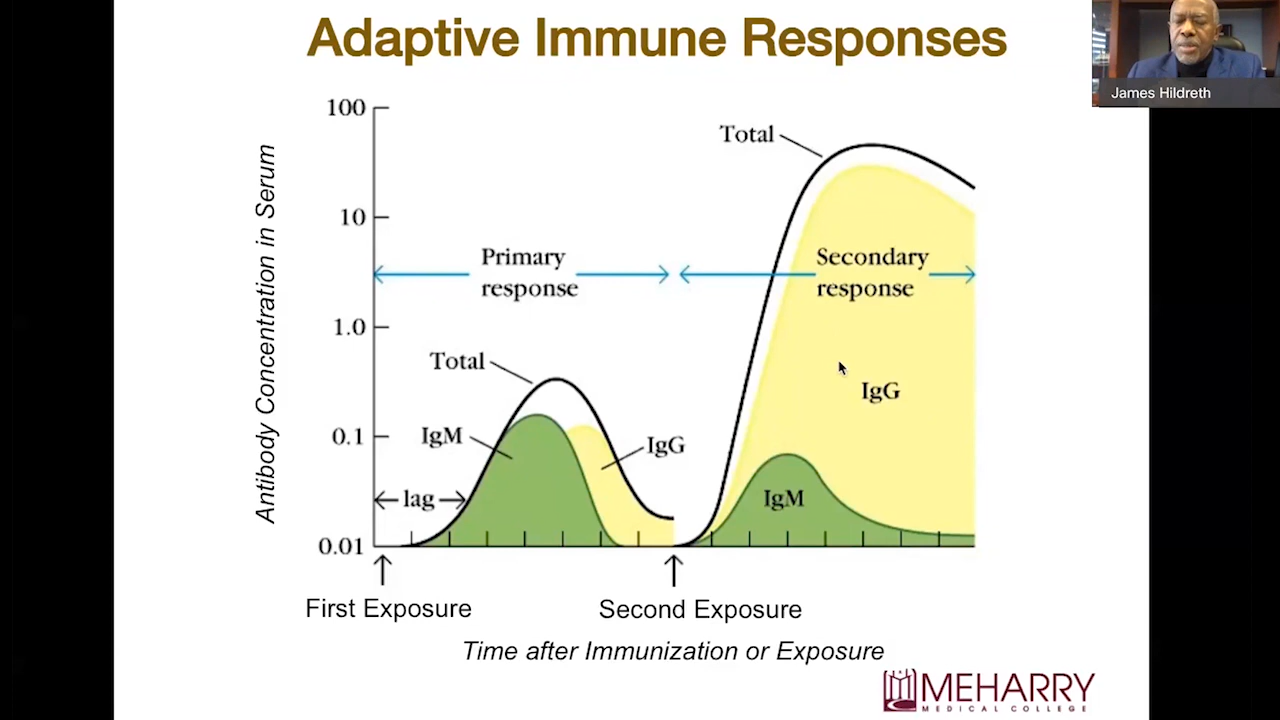 Adaptive Immune Responses
James Hildreth
Antibody Concentration in Serum
100
10
1.0
0.1
0.01
Total
Primary
response
Secondary
response
Total
IgM
IgG
IgG
lag
IgM
First Exposure
Second Exposure
Time after Immunization or Exposure
MEHARRY
MEDICAL COLLEGE